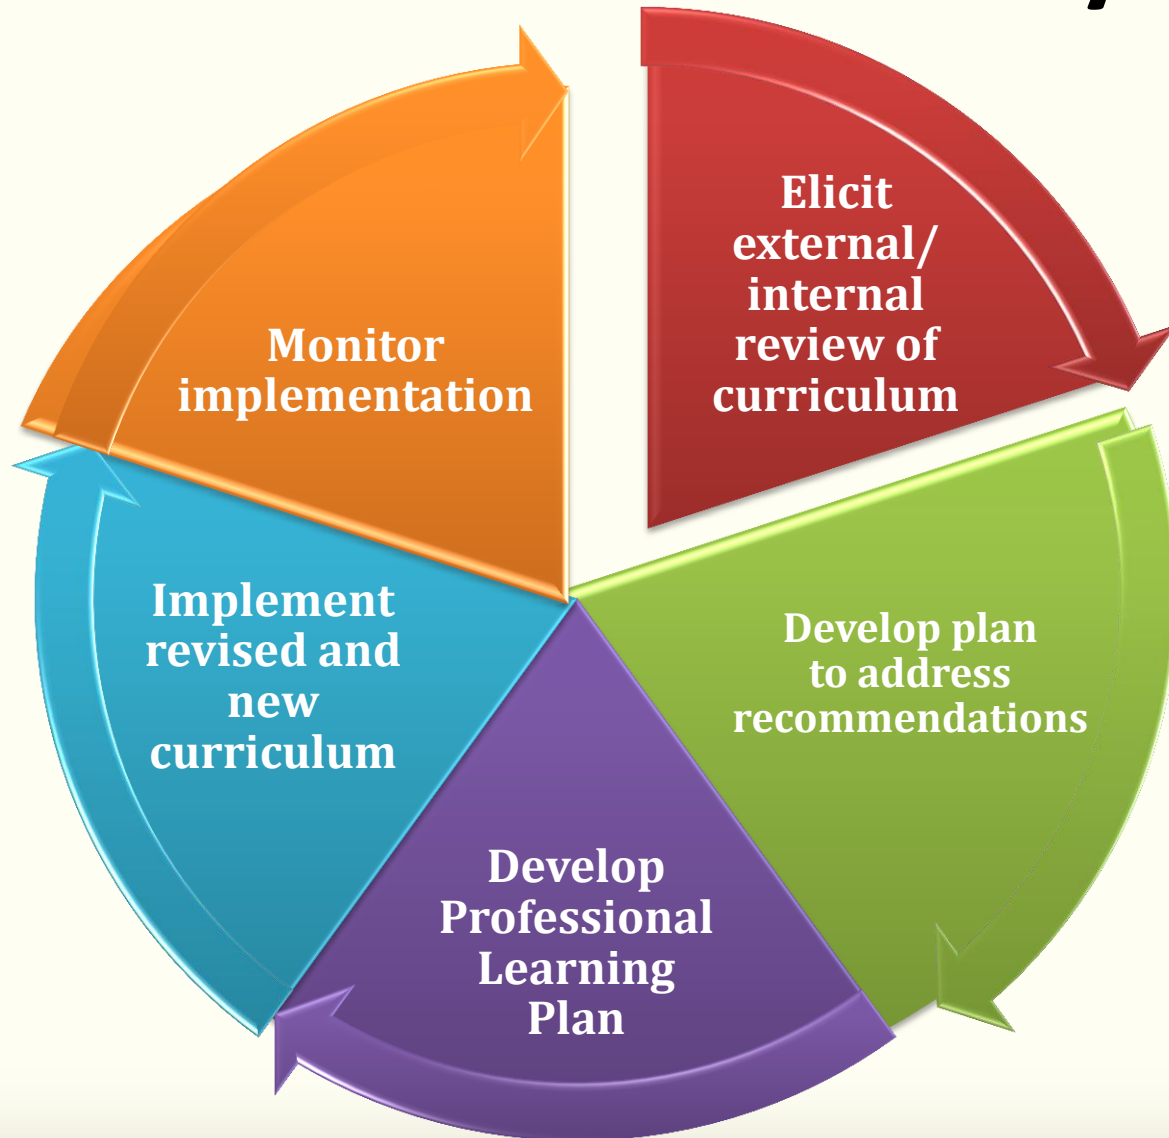 Elicit
external/
internal
review of
curriculum
Develop plan
to address
recommendations
Develop
Professional
Learning
Plan
Implement
revised and
new
curriculum
Monitor
implementation